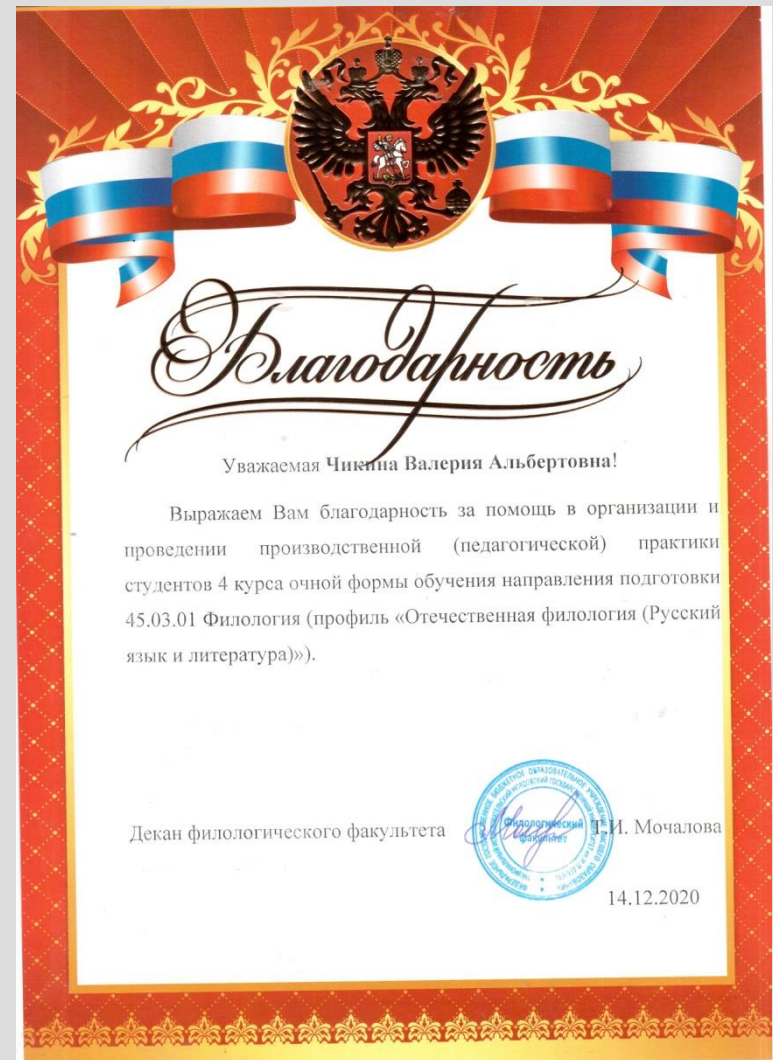 Благодарность
Уважаемая Чикина Валерия Альбертовна!
Выражаем Вам благодарность за помощь в организации и
проведении производственной (педагогической) практики
студентов 4 курса очной формы обучения направления подготовки
45.03.01 Филология (профиль «Отечественная филология (Русский
язык и литература)»).
Декан филологического факультета
Филологический
факультет
Т.И. Мочалова
14.12.2020